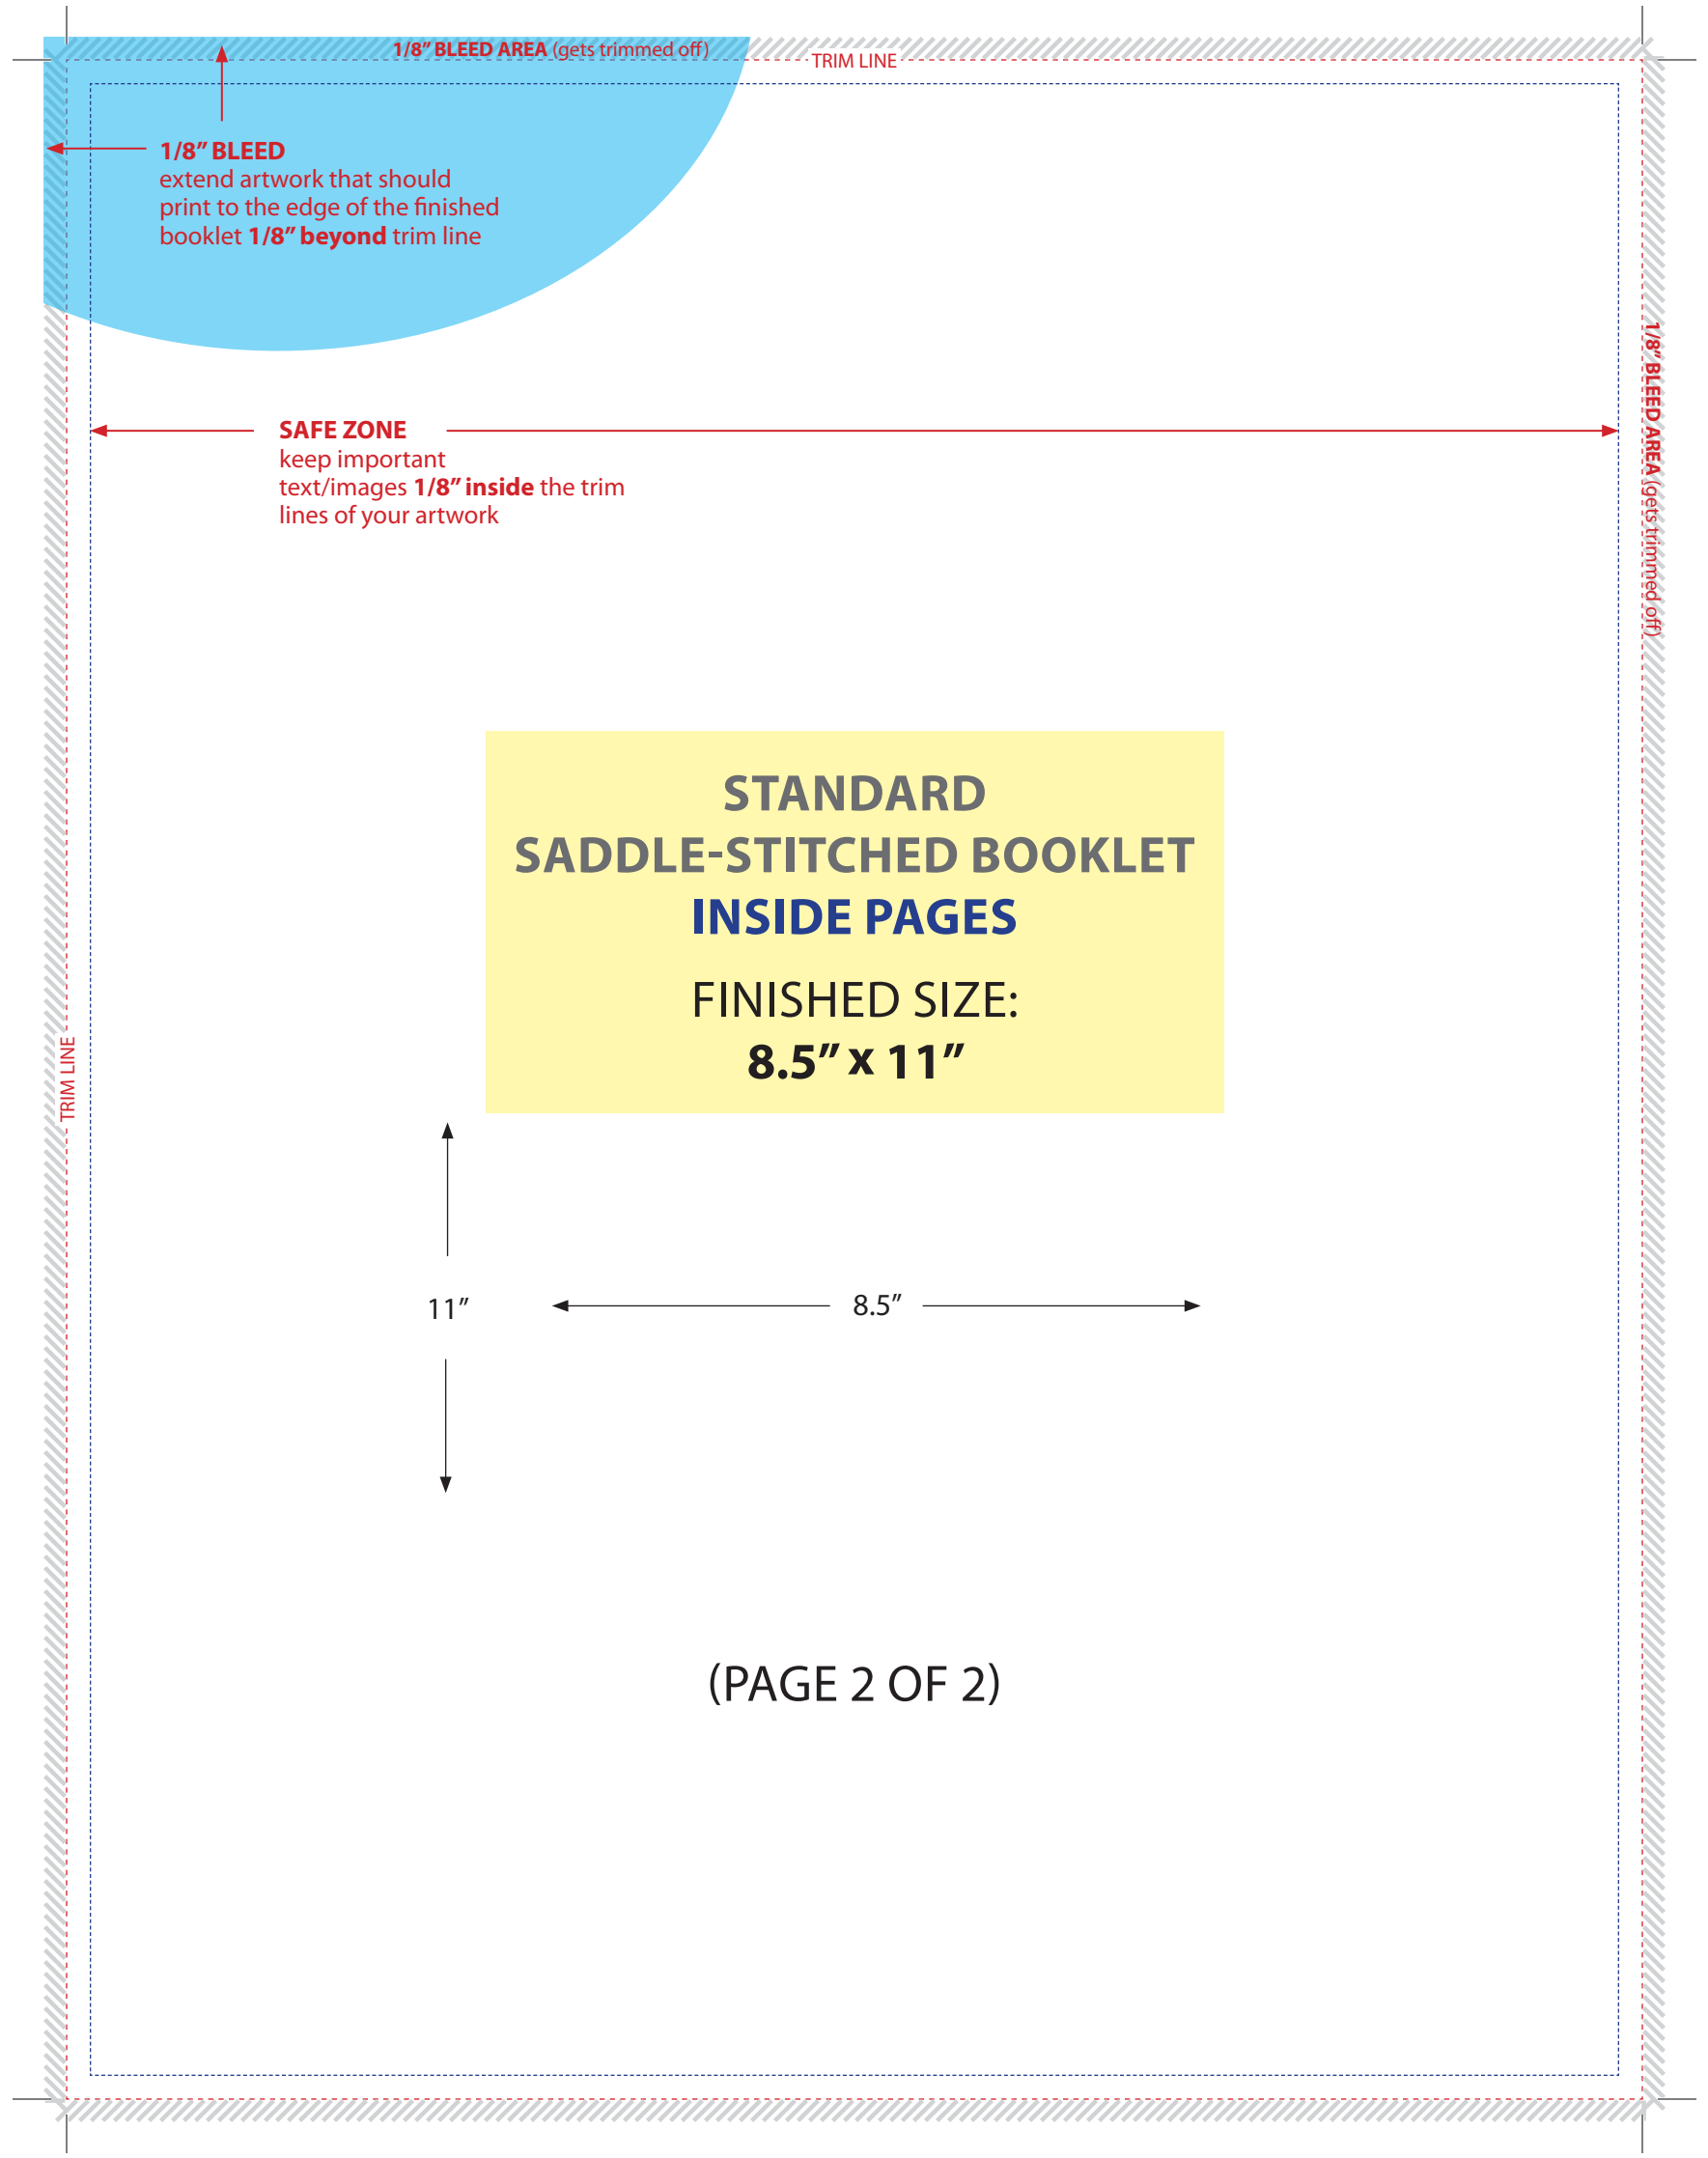 1/8” BLEED AREA (gets trimmed off)
TRIM LINE
1/8” BLEED
extend artwork that should
print to the edge of the finished
booklet 1/8” beyond trim line
1/8” BLEED AREA (gets trimmed off)
SAFE ZONE
keep important
text/images 1/8” inside the trim
lines of your artwork
STANDARD
SADDLE-STITCHED BOOKLET
INSIDE PAGES
FINISHED SIZE:
8.5” x 11”
TRIM LINE
11”
8.5”
(PAGE 2 OF 2)